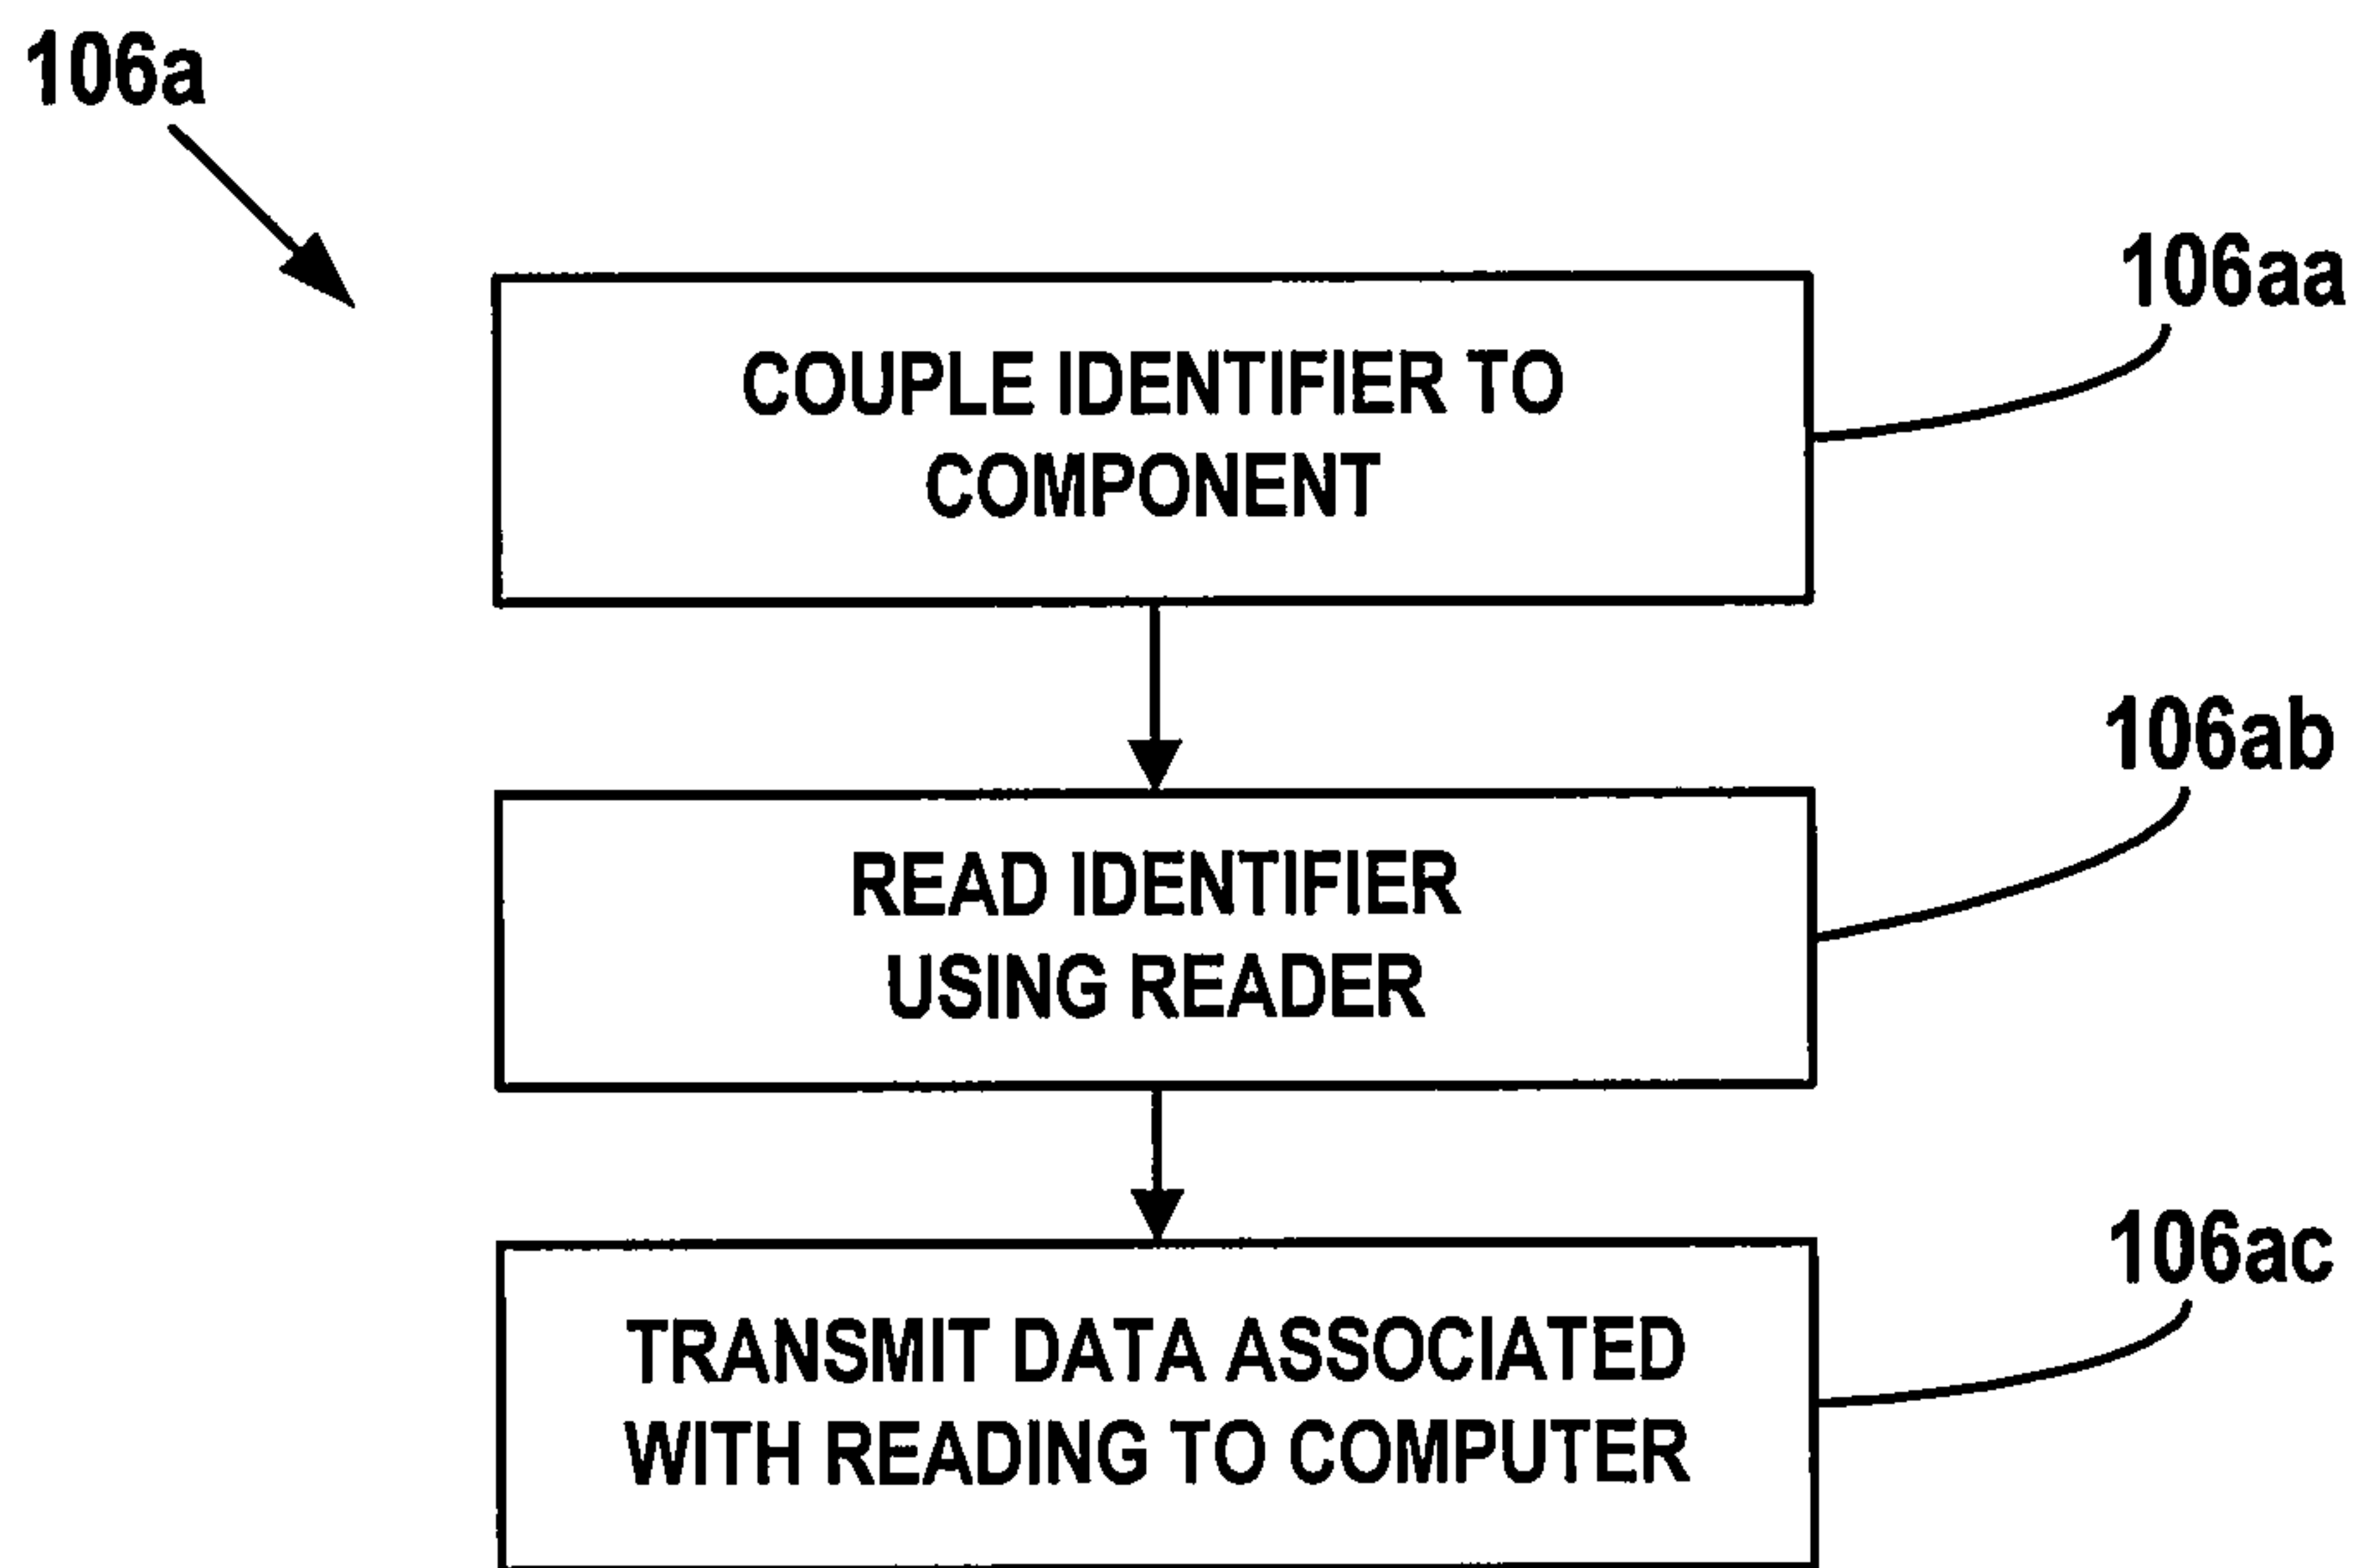 106a
106aa
COUPLE IDENTIFIER TO
COMPONENT
106ab
READ IDENTIFIER
USING READER
106ac
TRANSMIT DATA ASSOCIATED
WITH READING TO COMPUTER